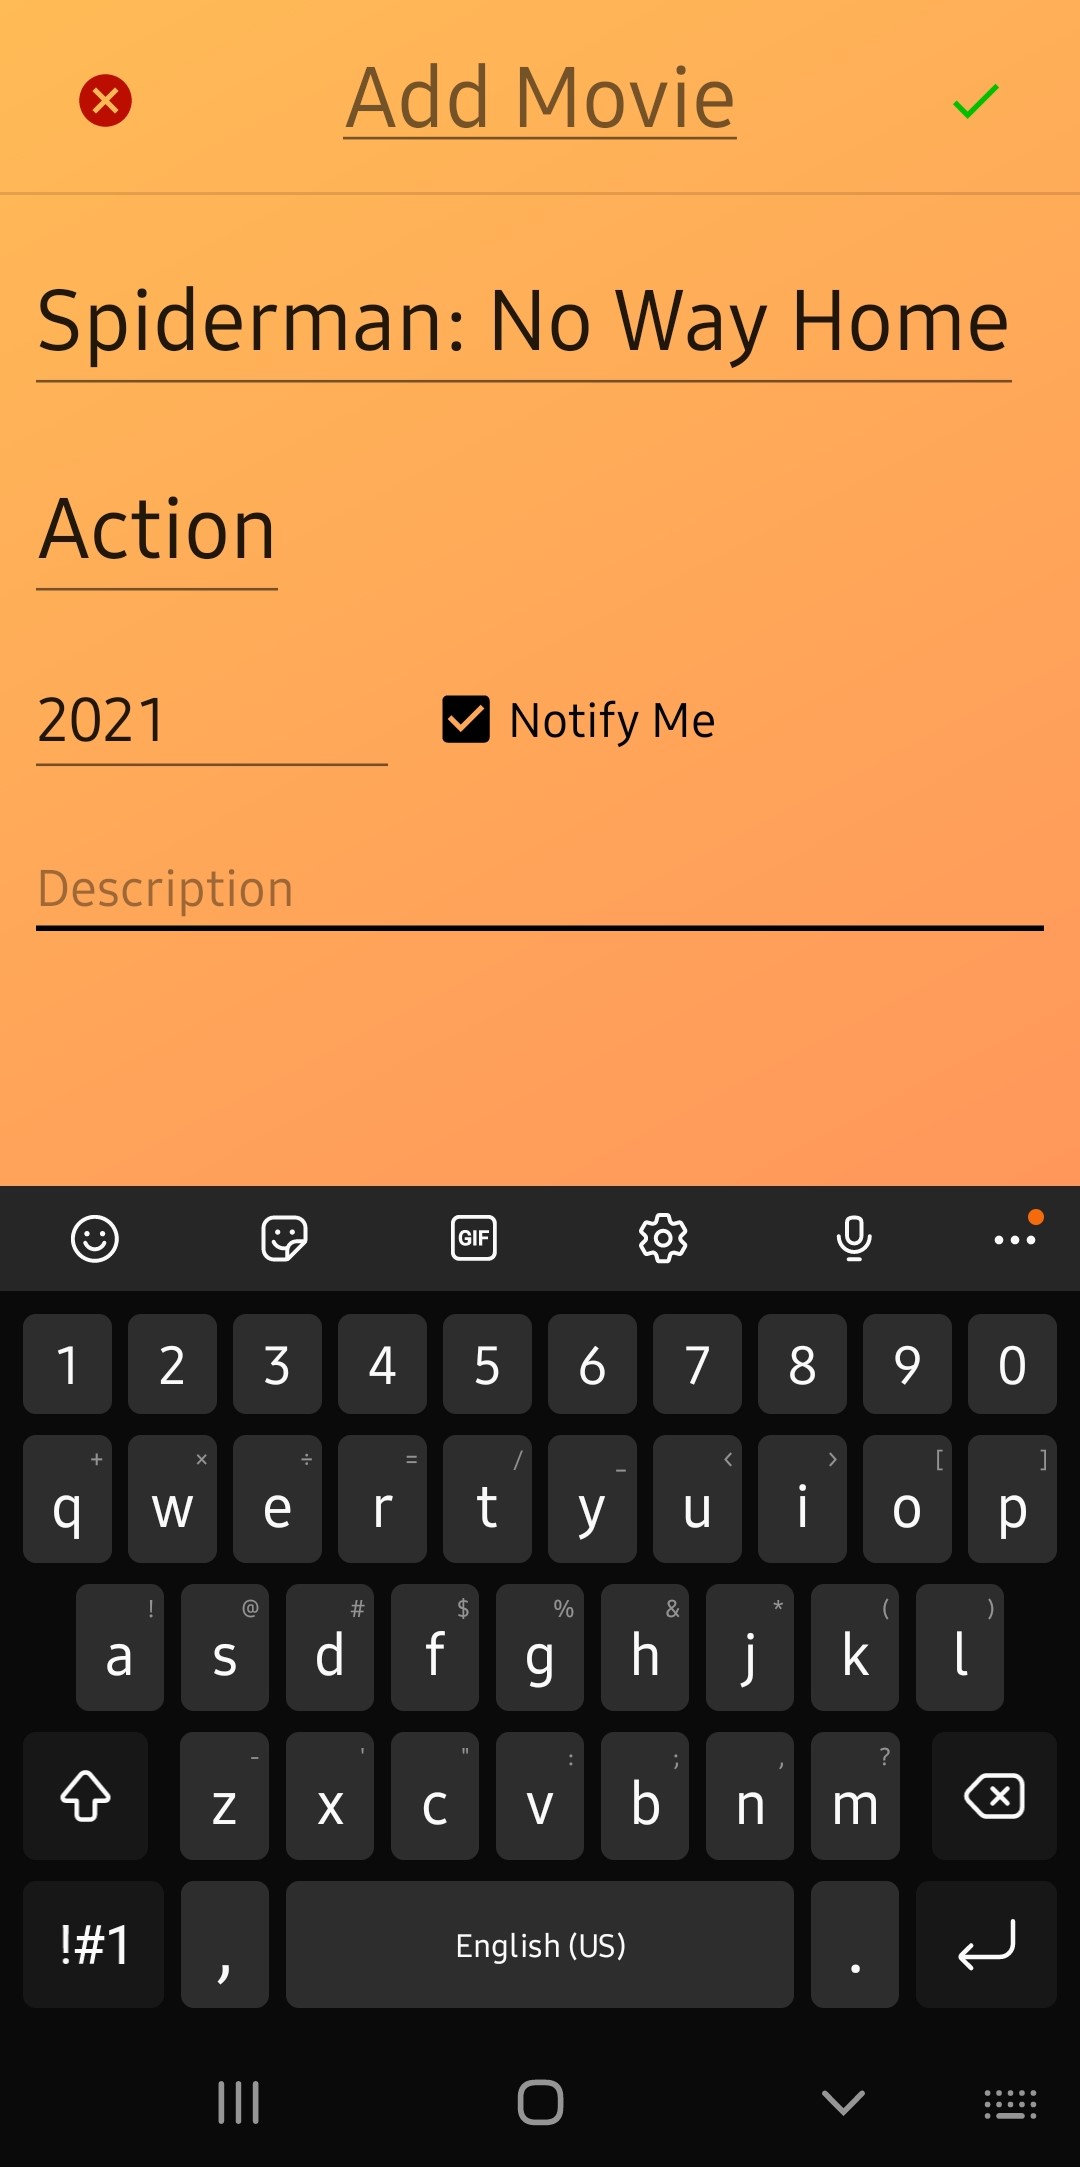 Add Movie
Spiderman: No Way Home
Action
2021 Notify Me
Description
GIF
1 2 3 4 5 6 7 8 9 0
+ × ÷ = / _ < > [ ]
q w e r t y u i o p
! @ # $ % & * ( )
a s d f g h j k l
- ' " : ; , ?
z x c v b n m
!#1 , English (US) .